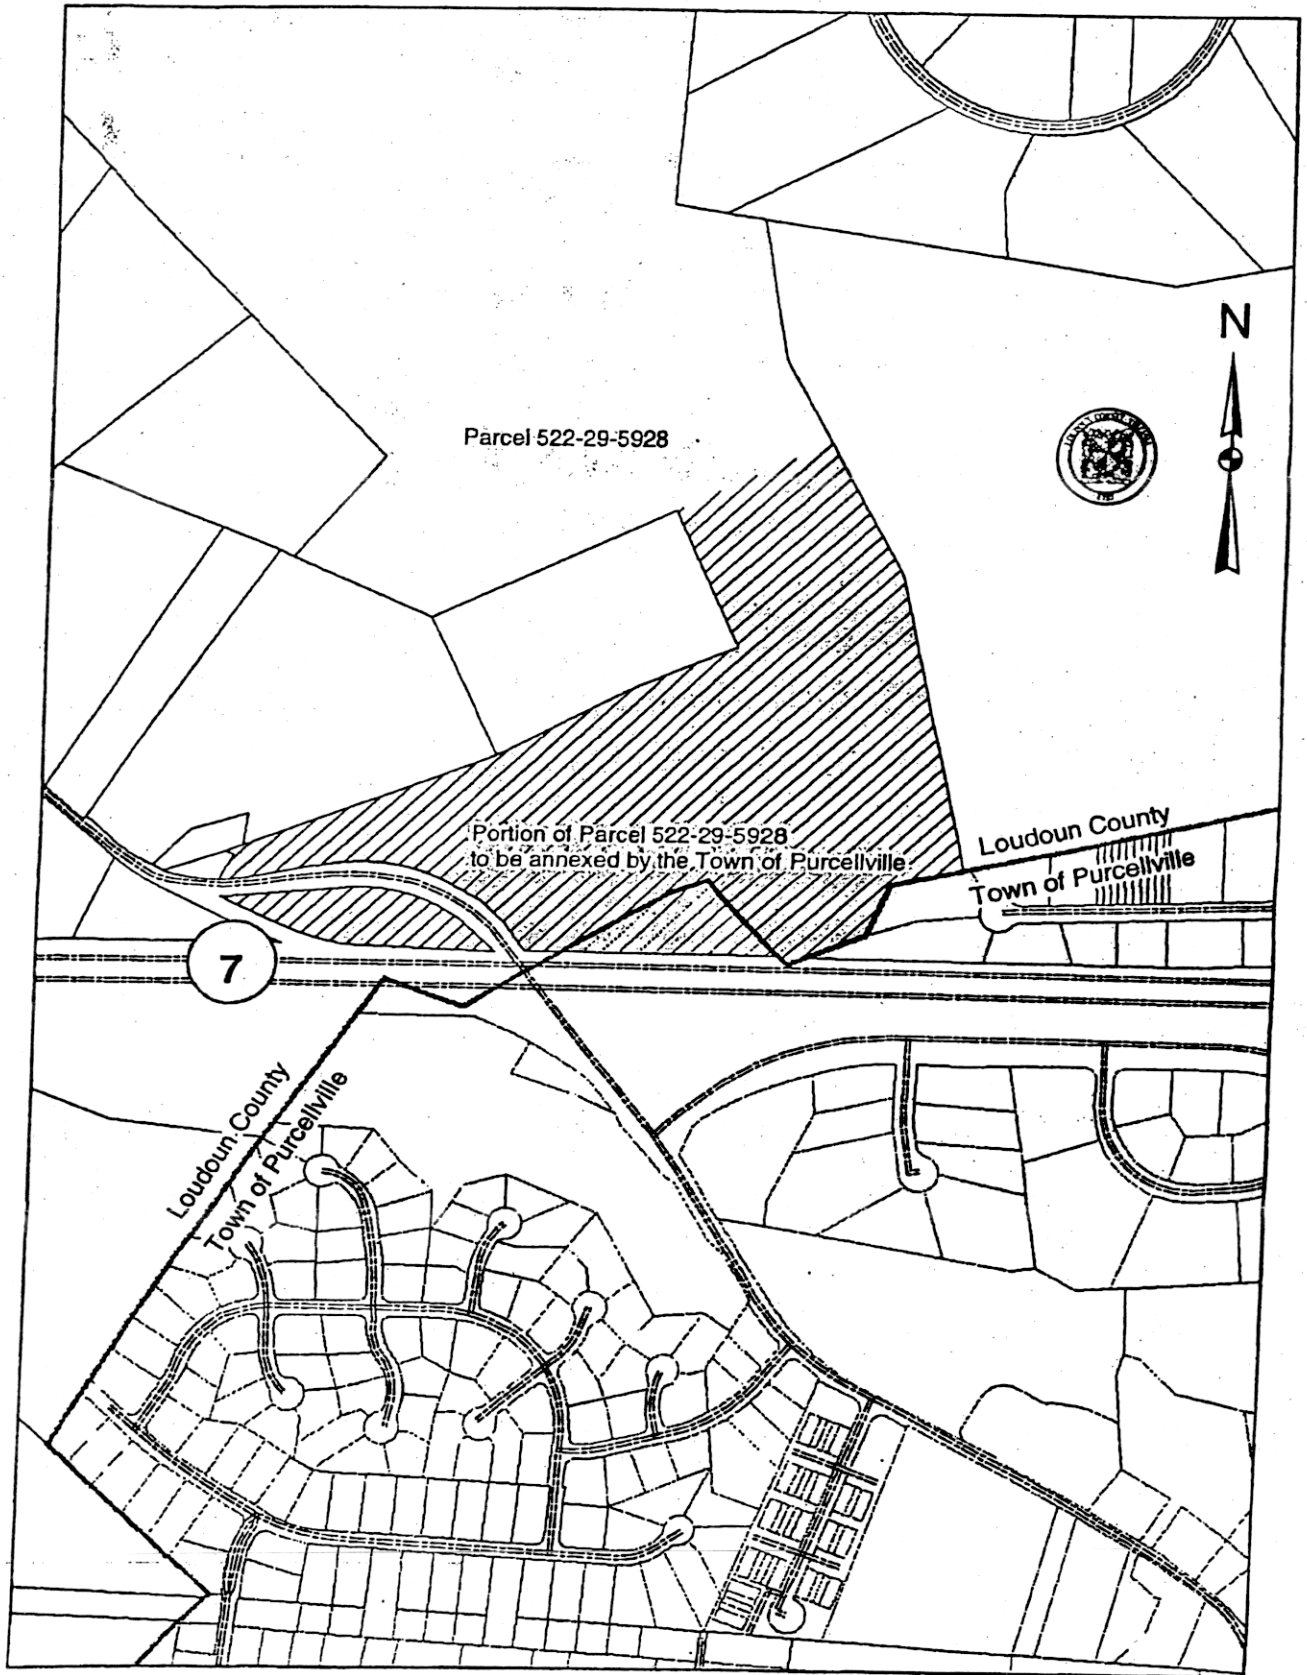 N
Parcel 522-29-5928
Portion of Parcel 522-29-5928
to be annexed by the Town of Purcellville
Loudoun County
Town of Purcellville
7
Loudoun County
Town of Purcellville